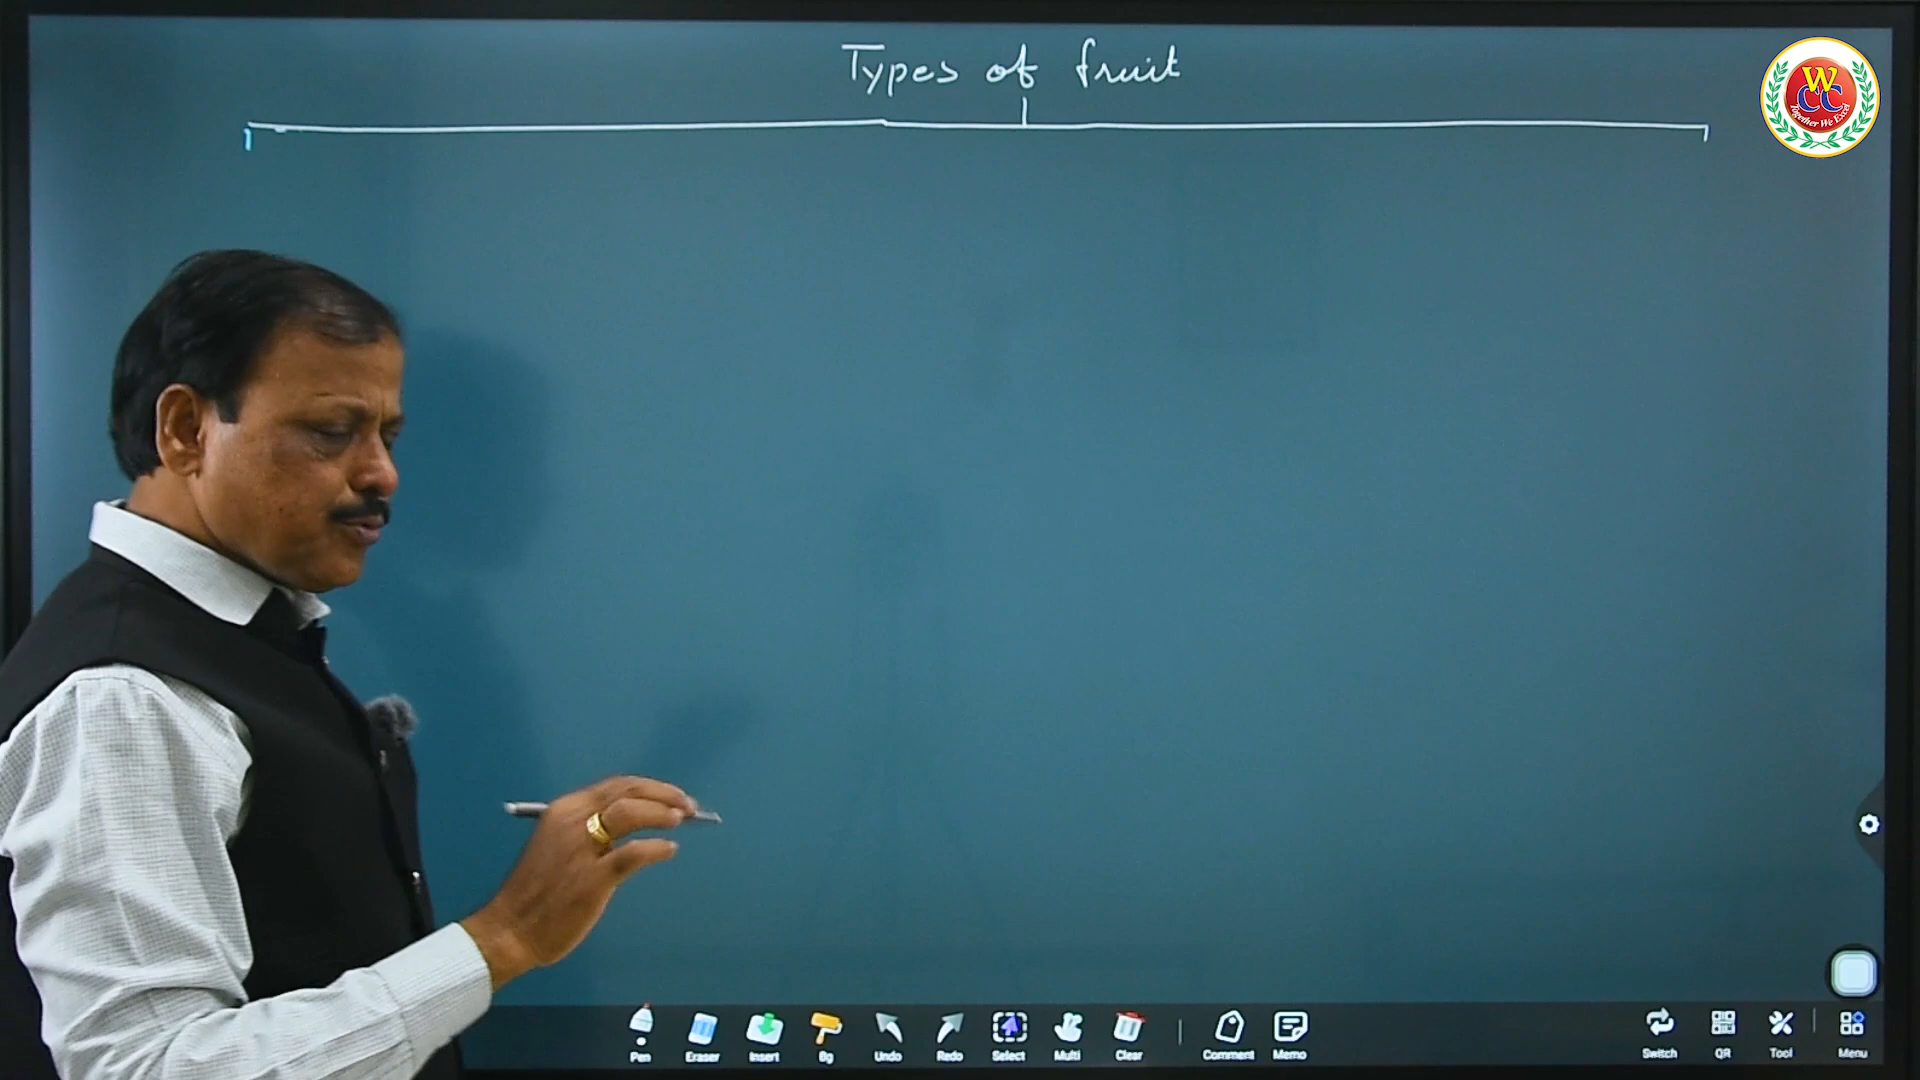 Types of fruit
WCC
Together We Excel
Pen Eraser Insert Bg Undo Redo Select Multi Clear Comment Memo Switch QR Tool Menu